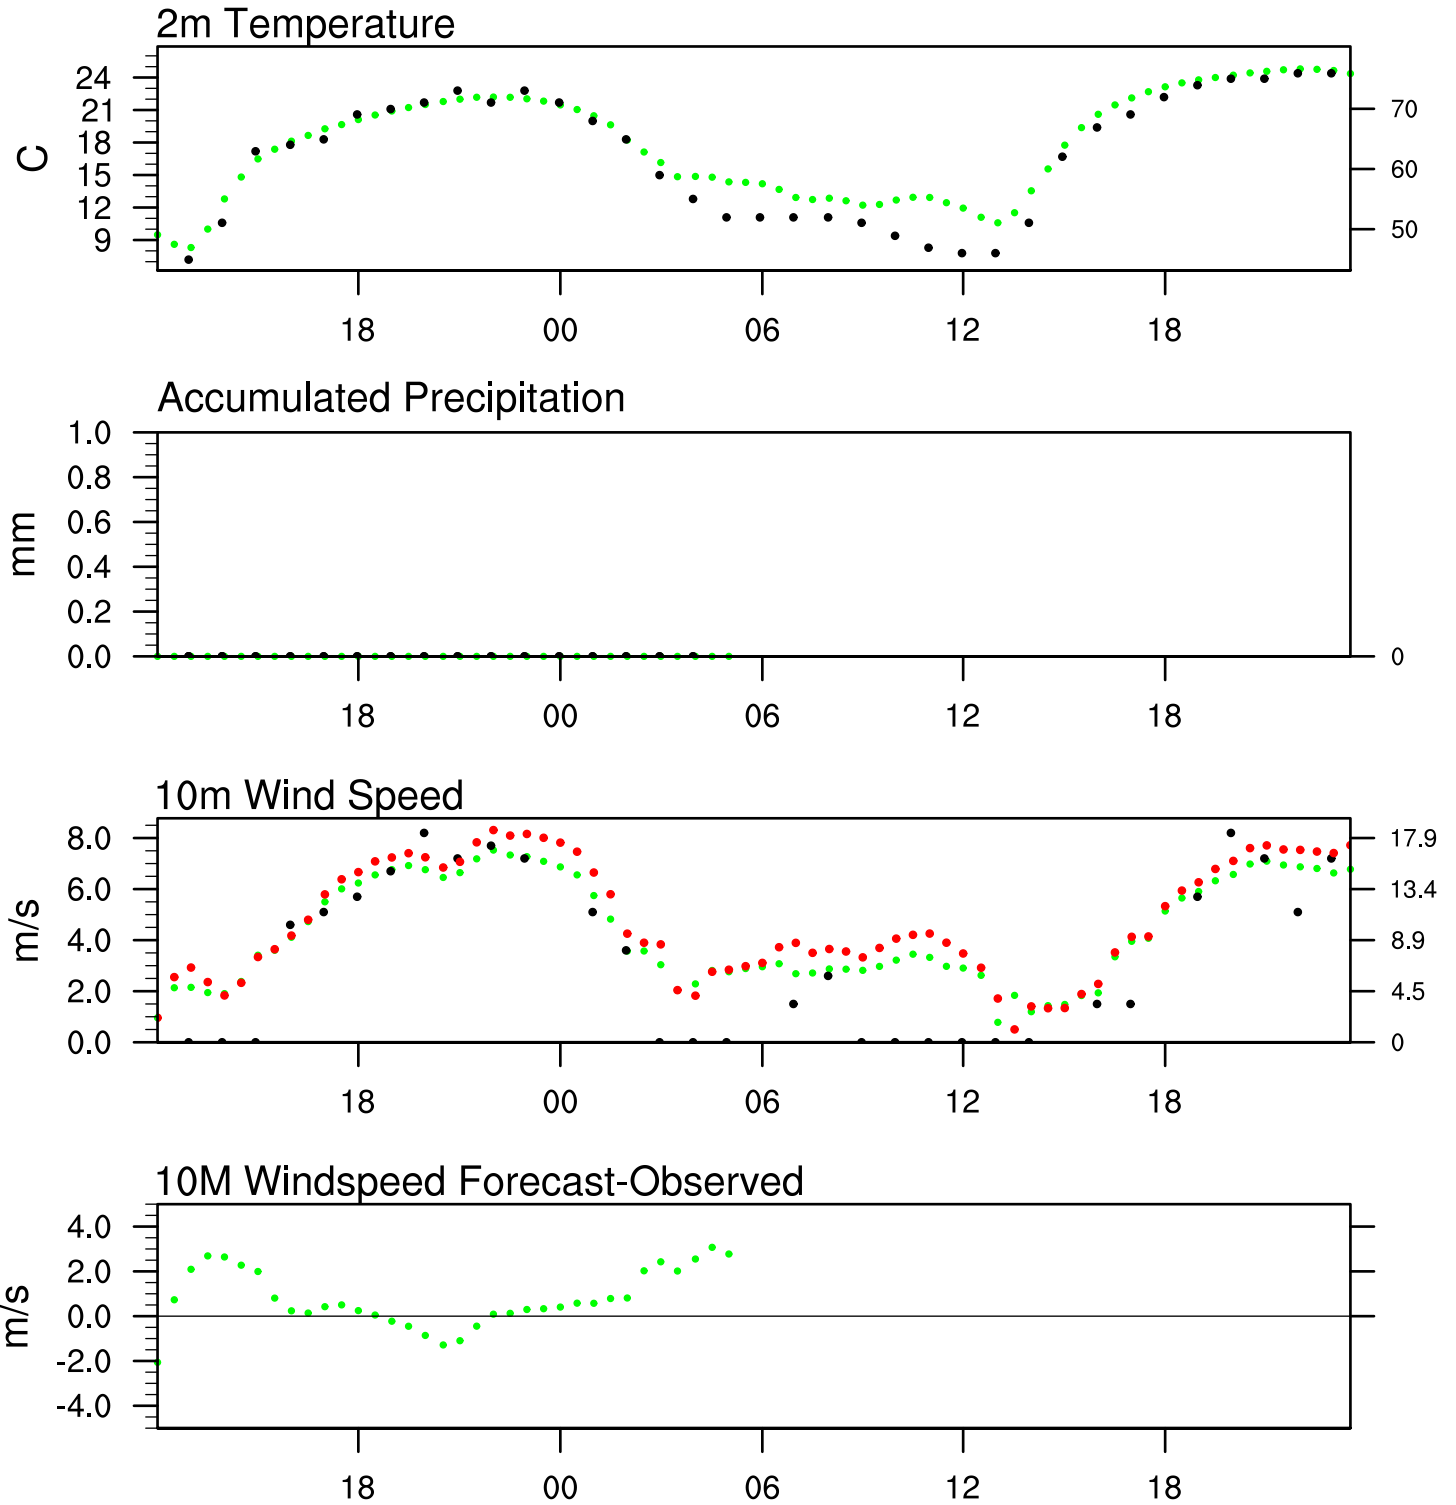 2m Temperature
24
21
18
15
12
9
C
70
60
50
18 00 06 12 18
Accumulated Precipitation
1.0
0.8
0.6
0.4
0.2
0.0
mm
0
18 00 06 12 18
10m Wind Speed
8.0
6.0
4.0
2.0
0.0
m/s
17.9
13.4
8.9
4.5
0
18 00 06 12 18
10M Windspeed Forecast-Observed
4.0
2.0
0.0
-2.0
-4.0
m/s
18 00 06 12 18